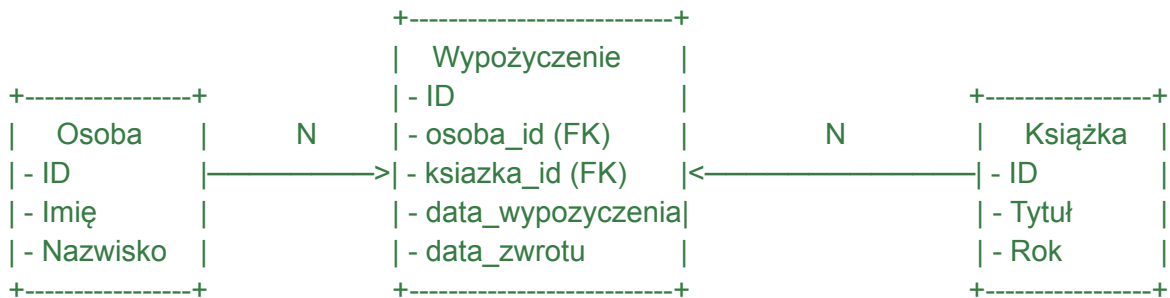 +---------------------------+
|    Wypożyczenie    |
+-----------------+ | - ID | +-----------------+
| Osoba | N | - osoba_id (FK) | N | Książka |
| - ID |────────>| - ksiazka_id (FK) |<─────────────| - ID |
| - Imię | | - data_wypozyczenia| | - Tytuł |
| - Nazwisko | | - data_zwrotu | | - Rok |
+-----------------+ +---------------------------+ +-----------------+